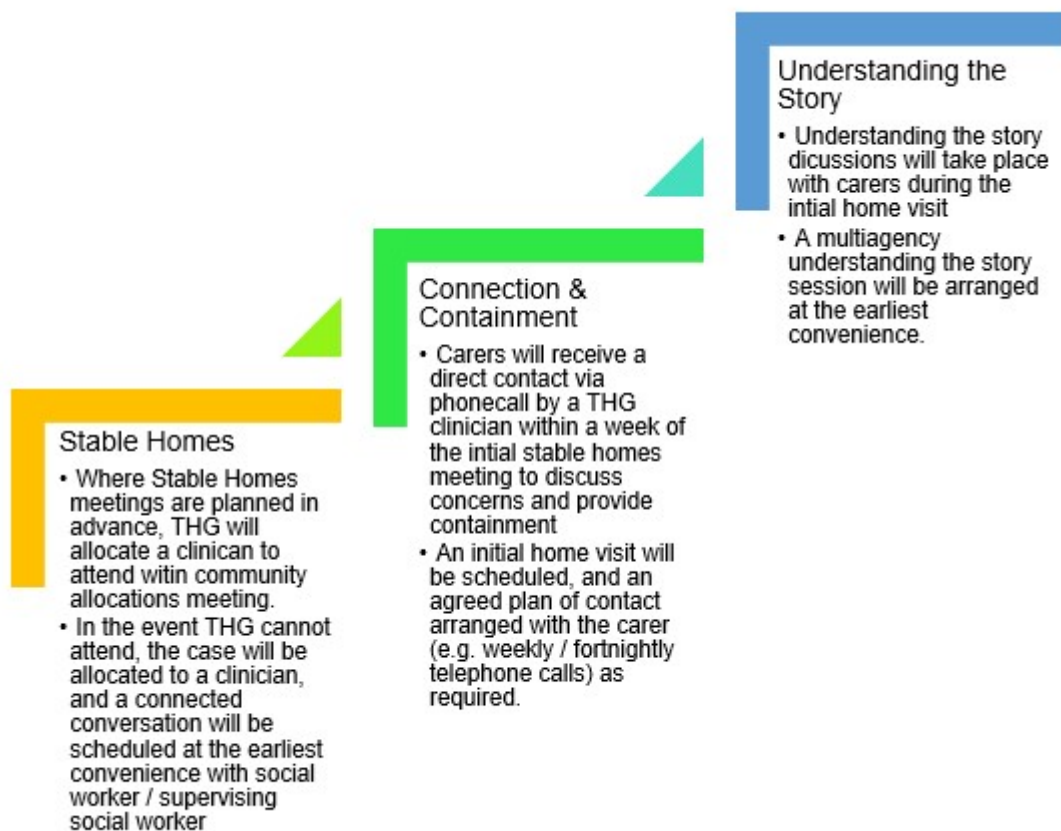 Stable Homes
• Where Stable Homes
meetings are planned in
advance, THG will
allocate a clinican to
attend witin community
allocations meeting.
• In the event THG cannot
attend, the case will be
allocated to a clinician,
and a connected
conversation will be
scheduled at the earliest
convenience with social
worker / supervising
social worker
Connection &
Containment
• Carers will receive a
direct contact via
phonecall by a THG
clinician within a week of
the intial stable homes
meeting to discuss
concerns and provide
containment
• An initial home visit will
be scheduled, and an
agreed plan of contact
arranged with the carer
(e.g. weekly / fortnightly
telephone calls) as
required.
Understanding the
Story
• Understanding the story
dicussions will take place
with carers during the
intial home visit
• A multiagency
understanding the story
session will be arranged
at the earliest
convenience.